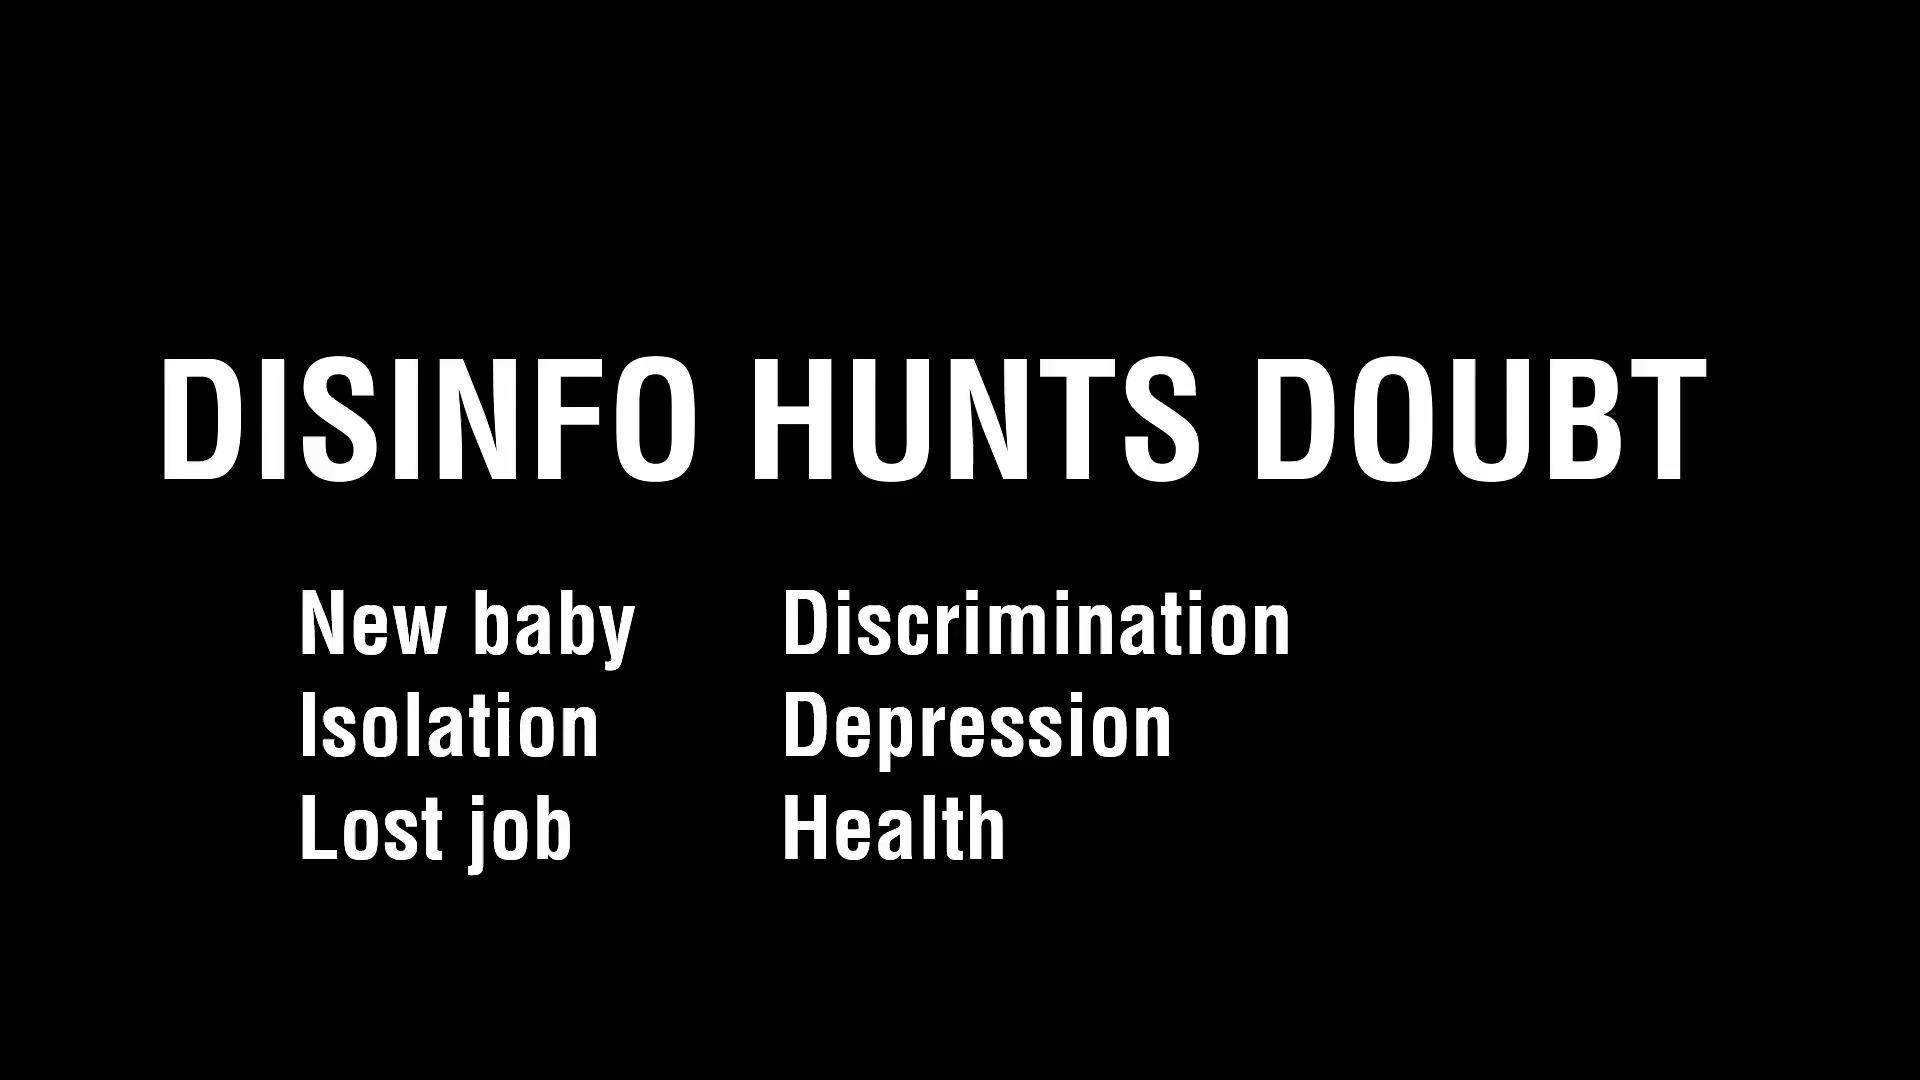 DISINFO HUNTS DOUBT
New baby
Isolation
Lost job
Discrimination
Depression
Health